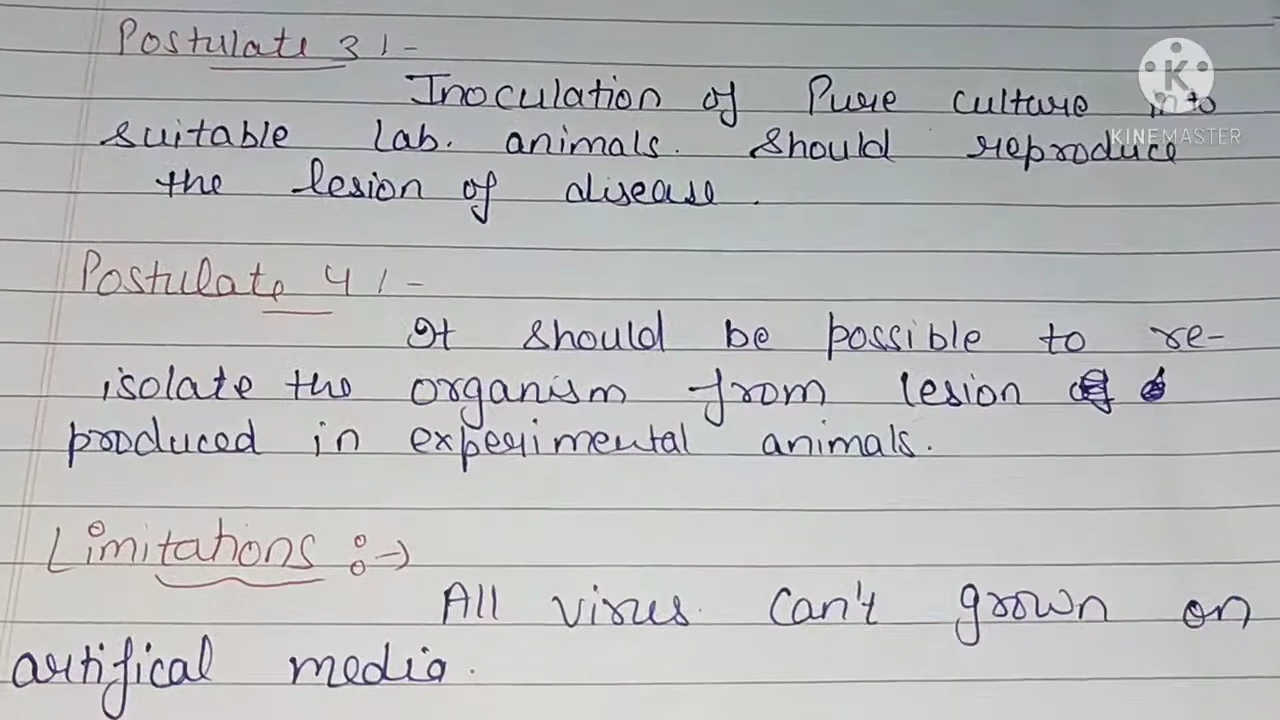 Postulate 3 :-
Inoculation of Pure culture into
suitable lab. animals. Should reproduce
the lesion of disease.
Postulate 4 :-
It should be possible to re-
isolate the organism from lesion
produced in experimental animals.
Limitations :->
All virus. can't grown on
artifical media.
K
KINEMASTER